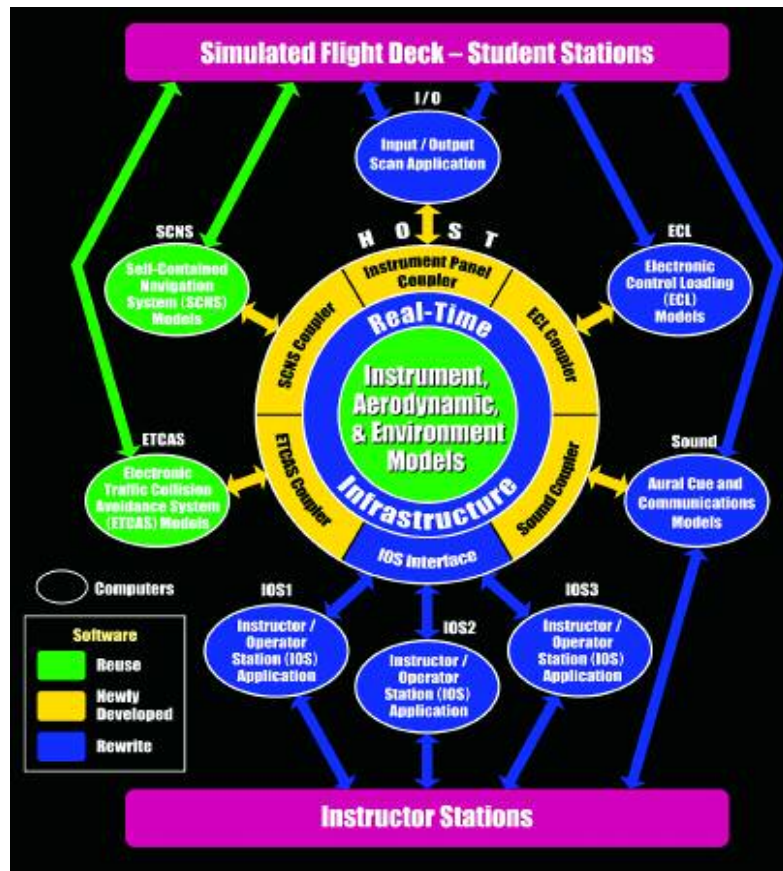 Simulated Flight Deck – Student Stations
I / O
Input / Output
Scan Application
SCNS
Self-Contained
Navigation
System (SCNS)
Models
HOST
ECL
Electronic
Control Loading
(ECL)
Models
Instrument Panel
Coupler
SCNS Coupler
ECL Coupler
Real-Time
Instrument,
Aerodynamic,
& Environment
Models
Infrastructure
ETCAS
Electronic
Traffic Collision
Avoidance System
(ETCAS) Models
ETCAS Coupler
Sound Coupler
Sound
Aural Cue and
Communications
Models
IOS Interface
Computers
Software
Reuse
Newly
Developed
Rewrite
IOS1
Instructor /
Operator
Station (IOS)
Application
IOS2
Instructor /
Operator
Station (IOS)
Application
IOS3
Instructor /
Operator
Station (IOS)
Application
Instructor Stations